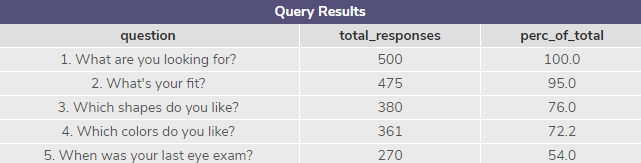 Query Results
question total_responses perc_of_total
1. What are you looking for? 500 100.0
2. What's your fit? 475 95.0
3. Which shapes do you like? 380 76.0
4. Which colors do you like? 361 72.2
5. When was your last eye exam? 270 54.0